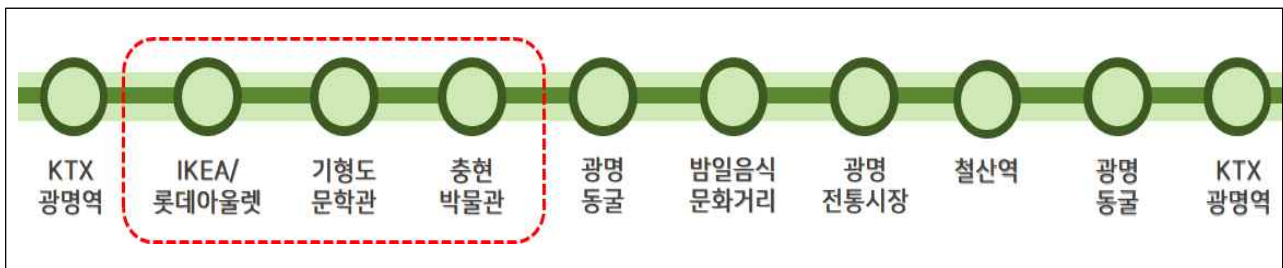 KTX
광명역
IKEA/
롯데아울렛
기형도
문학관
충현
박물관
광명
동굴
밤일음식
문화거리
광명
전통시장
철산역
광명
동굴
KTX
광명역